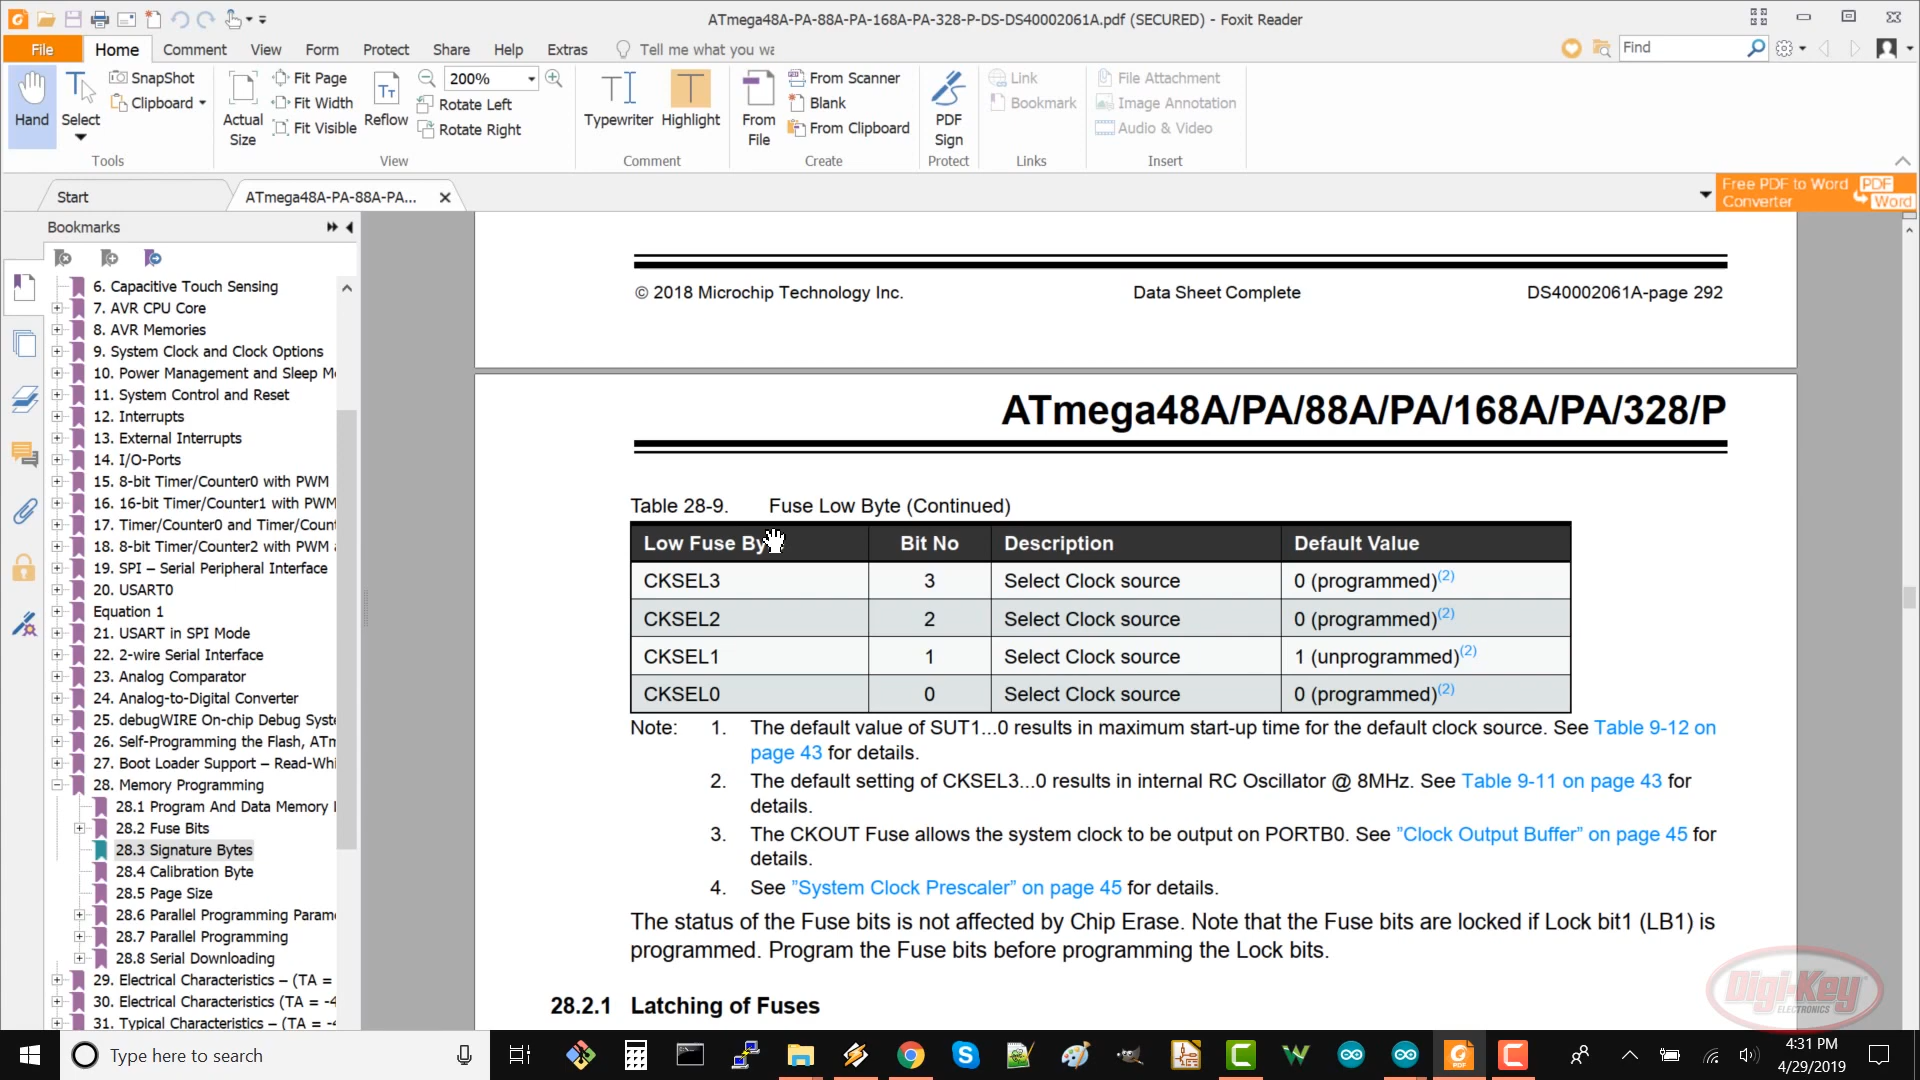 ATmega48A-PA-88A-PA-168A-PA-328-P-DS-DS40002061A.pdf (SECURED) - Foxit Reader
File Home Comment View Form Protect Share Help Extras Tell me what you wa Find
Hand
Select
SnapShot
Clipboard
Tools
Actual Size
Fit Page
Fit Width
Fit Visible
Reflow
200%
Rotate Left
Rotate Right
View
Typewriter
Highlight
Comment
From File
From Scanner
Blank
From Clipboard
Create
PDF Sign
Protect
Link
Bookmark
Links
File Attachment
Image Annotation
Audio & Video
Insert
Start
ATmega48A-PA-88A-PA...
Free PDF to Word Converter
PDF
Word
Bookmarks
6. Capacitive Touch Sensing
7. AVR CPU Core
8. AVR Memories
9. System Clock and Clock Options
10. Power Management and Sleep M
11. System Control and Reset
12. Interrupts
13. External Interrupts
14. I/O-Ports
15. 8-bit Timer/Counter0 with PWM
16. 16-bit Timer/Counter1 with PWM
17. Timer/Counter0 and Timer/Coun
18. 8-bit Timer/Counter2 with PWM
19. SPI – Serial Peripheral Interface
20. USART0
Equation 1
21. USART in SPI Mode
22. 2-wire Serial Interface
23. Analog Comparator
24. Analog-to-Digital Converter
25. debugWIRE On-chip Debug Syst
26. Self-Programming the Flash, ATn
27. Boot Loader Support – Read-Whi
28. Memory Programming
28.1 Program And Data Memory
28.2 Fuse Bits
28.3 Signature Bytes
28.4 Calibration Byte
28.5 Page Size
28.6 Parallel Programming Param
28.7 Parallel Programming
28.8 Serial Downloading
29. Electrical Characteristics – (TA =
30. Electrical Characteristics (TA = -4
31. Typical Characteristics – (TA = -4
© 2018 Microchip Technology Inc. Data Sheet Complete DS40002061A-page 292
ATmega48A/PA/88A/PA/168A/PA/328/P
Table 28-9. Fuse Low Byte (Continued)
Low Fuse By Bit No Description Default Value
CKSEL3 3 Select Clock source 0 (programmed)(2)
CKSEL2 2 Select Clock source 0 (programmed)(2)
CKSEL1 1 Select Clock source 1 (unprogrammed)(2)
CKSEL0 0 Select Clock source 0 (programmed)(2)
Note: 1. The default value of SUT1...0 results in maximum start-up time for the default clock source. See Table 9-12 on
page 43 for details.
2. The default setting of CKSEL3...0 results in internal RC Oscillator @ 8MHz. See Table 9-11 on page 43 for
details.
3. The CKOUT Fuse allows the system clock to be output on PORTB0. See ”Clock Output Buffer” on page 45 for
details.
4. See ”System Clock Prescaler” on page 45 for details.
The status of the Fuse bits is not affected by Chip Erase. Note that the Fuse bits are locked if Lock bit1 (LB1) is
programmed. Program the Fuse bits before programming the Lock bits.
28.2.1 Latching of Fuses
Digi-Key
ELECTRONICS
Type here to search
4:31 PM
4/29/2019